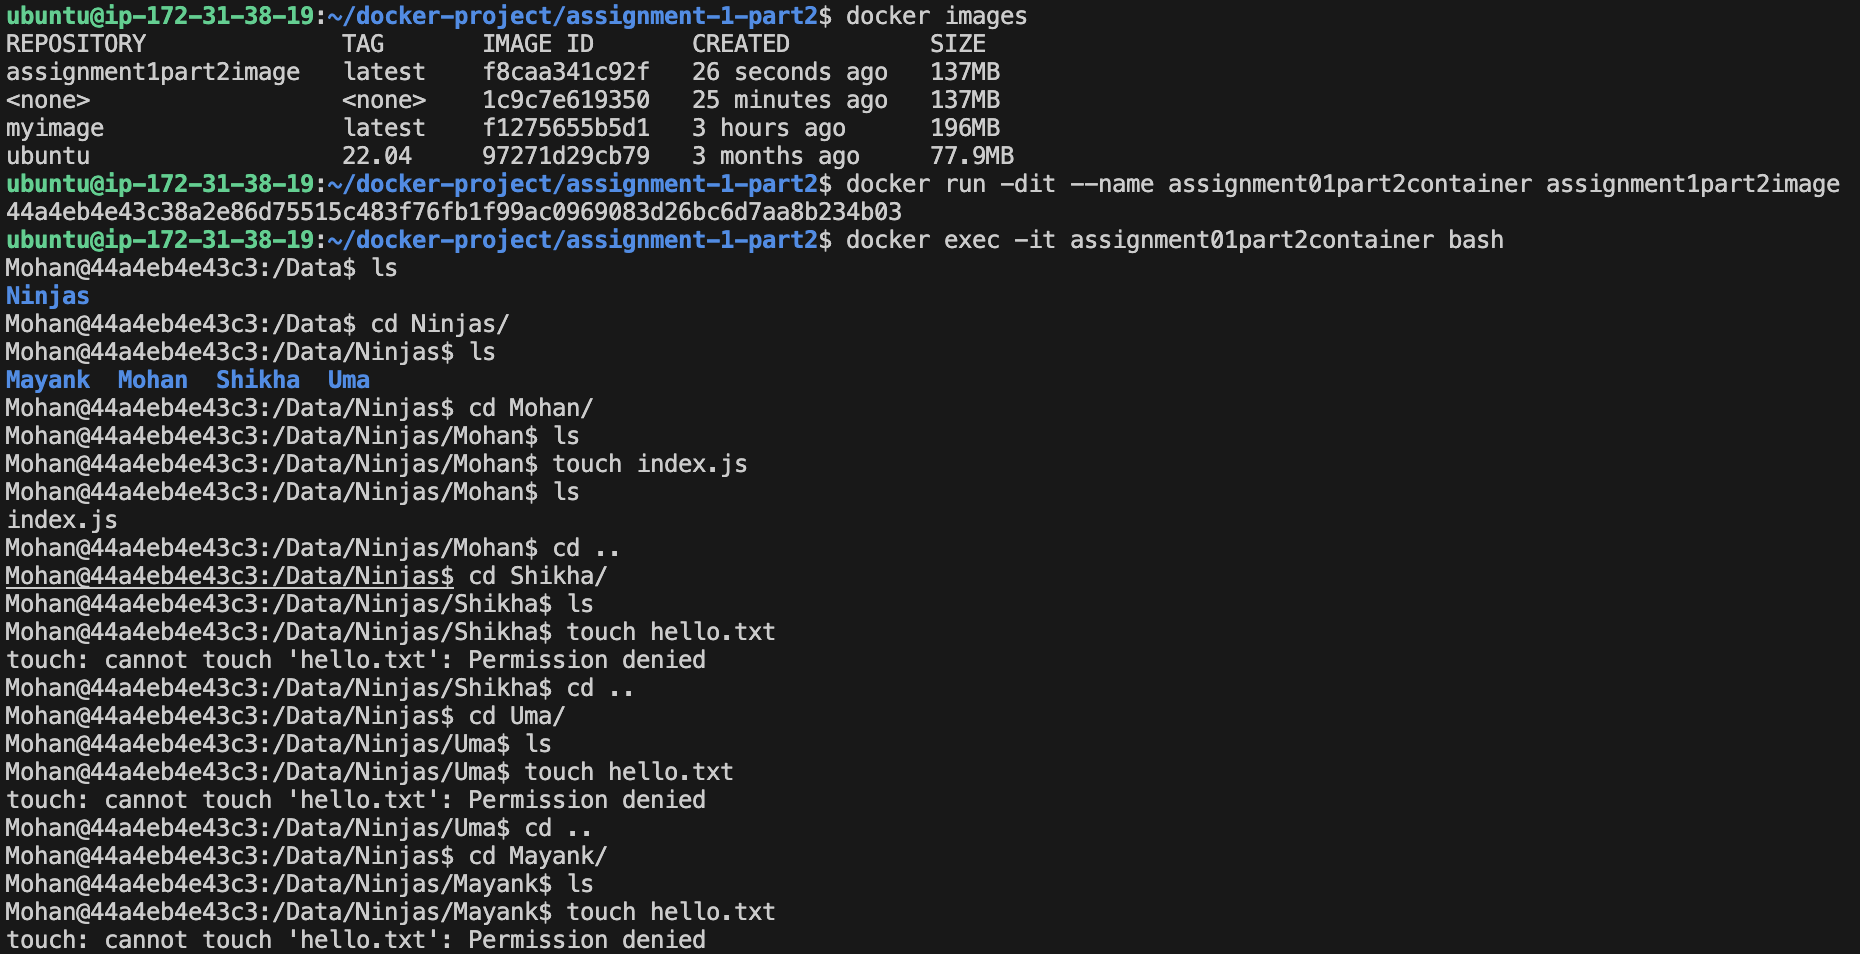 ubuntu@ip-172-31-38-19:~/docker-project/assignment-1-part2$ docker images
REPOSITORY              TAG       IMAGE ID       CREATED          SIZE
assignment1part2image   latest    f8caa341c92f   26 seconds ago   137MB
<none>                  <none>    1c9c7e619350   25 minutes ago   137MB
myimage                 latest    f1275655b5d1   3 hours ago      196MB
ubuntu                  22.04     97271d29cb79   3 months ago     77.9MB
ubuntu@ip-172-31-38-19:~/docker-project/assignment-1-part2$ docker run -dit --name assignment01part2container assignment1part2image
44a4eb4e43c38a2e86d75515c483f76fb1f99ac0969083d26bc6d7aa8b234b03
ubuntu@ip-172-31-38-19:~/docker-project/assignment-1-part2$ docker exec -it assignment01part2container bash
Mohan@44a4eb4e43c3:/Data$ ls
Ninjas
Mohan@44a4eb4e43c3:/Data$ cd Ninjas/
Mohan@44a4eb4e43c3:/Data/Ninjas$ ls
Mayank  Mohan  Shikha  Uma
Mohan@44a4eb4e43c3:/Data/Ninjas$ cd Mohan/
Mohan@44a4eb4e43c3:/Data/Ninjas/Mohan$ ls
Mohan@44a4eb4e43c3:/Data/Ninjas/Mohan$ touch index.js
Mohan@44a4eb4e43c3:/Data/Ninjas/Mohan$ ls
index.js
Mohan@44a4eb4e43c3:/Data/Ninjas/Mohan$ cd ..
Mohan@44a4eb4e43c3:/Data/Ninjas$ cd Shikha/
Mohan@44a4eb4e43c3:/Data/Ninjas/Shikha$ ls
Mohan@44a4eb4e43c3:/Data/Ninjas/Shikha$ touch hello.txt
touch: cannot touch 'hello.txt': Permission denied
Mohan@44a4eb4e43c3:/Data/Ninjas/Shikha$ cd ..
Mohan@44a4eb4e43c3:/Data/Ninjas$ cd Uma/
Mohan@44a4eb4e43c3:/Data/Ninjas/Uma$ ls
Mohan@44a4eb4e43c3:/Data/Ninjas/Uma$ touch hello.txt
touch: cannot touch 'hello.txt': Permission denied
Mohan@44a4eb4e43c3:/Data/Ninjas/Uma$ cd ..
Mohan@44a4eb4e43c3:/Data/Ninjas$ cd Mayank/
Mohan@44a4eb4e43c3:/Data/Ninjas/Mayank$ ls
Mohan@44a4eb4e43c3:/Data/Ninjas/Mayank$ touch hello.txt
touch: cannot touch 'hello.txt': Permission denied